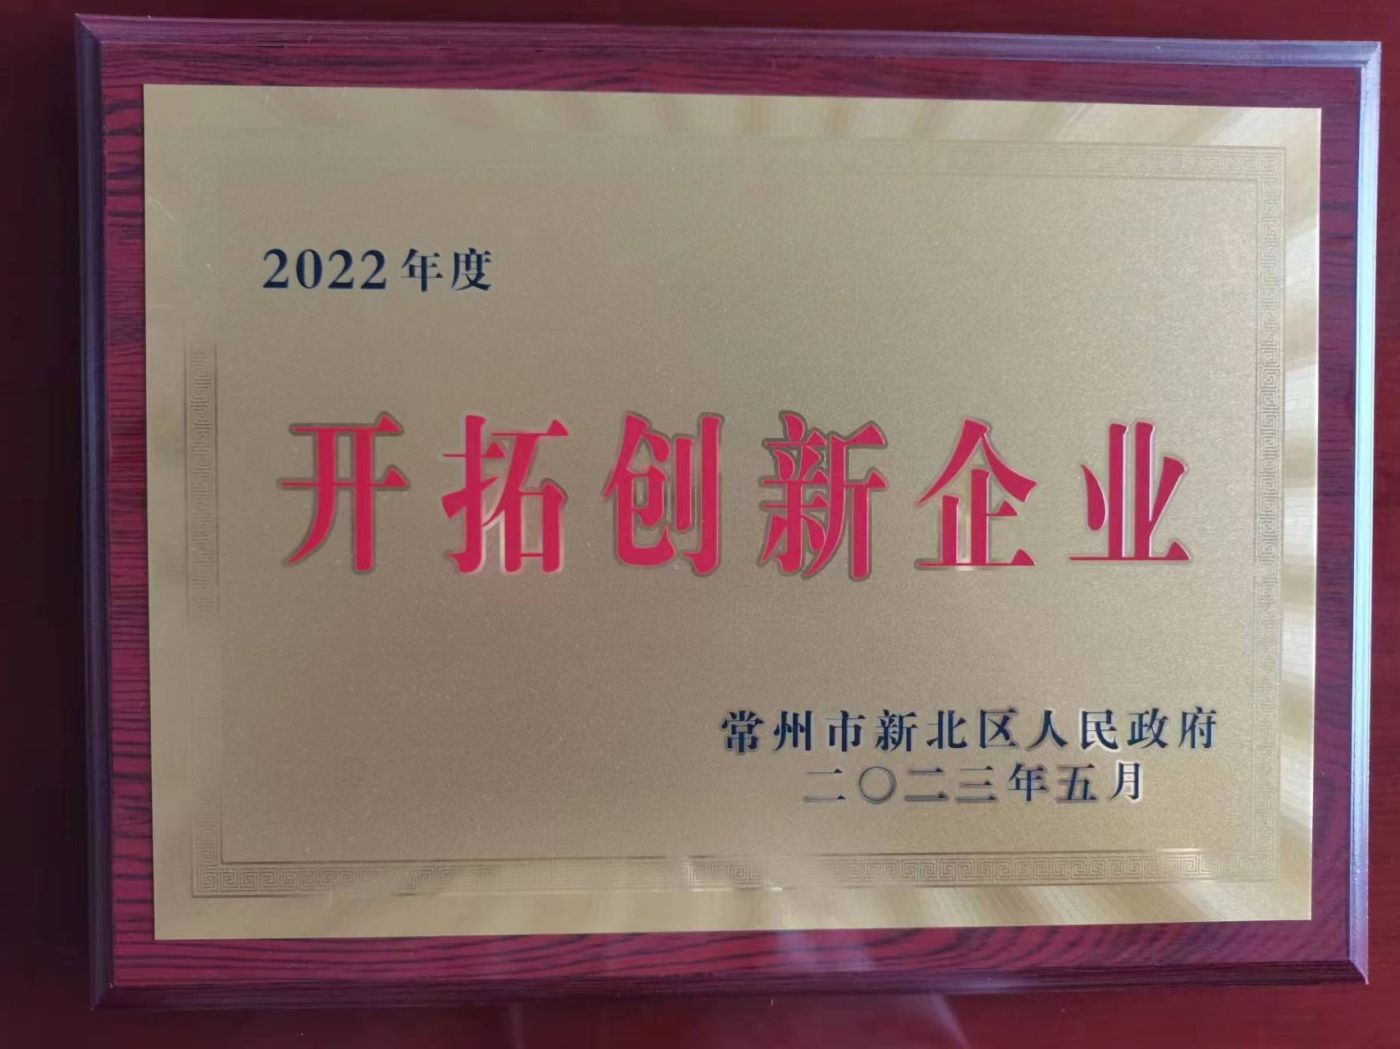 2022年度
开拓创新企业
常州市新北区人民政府
二〇二三年五月